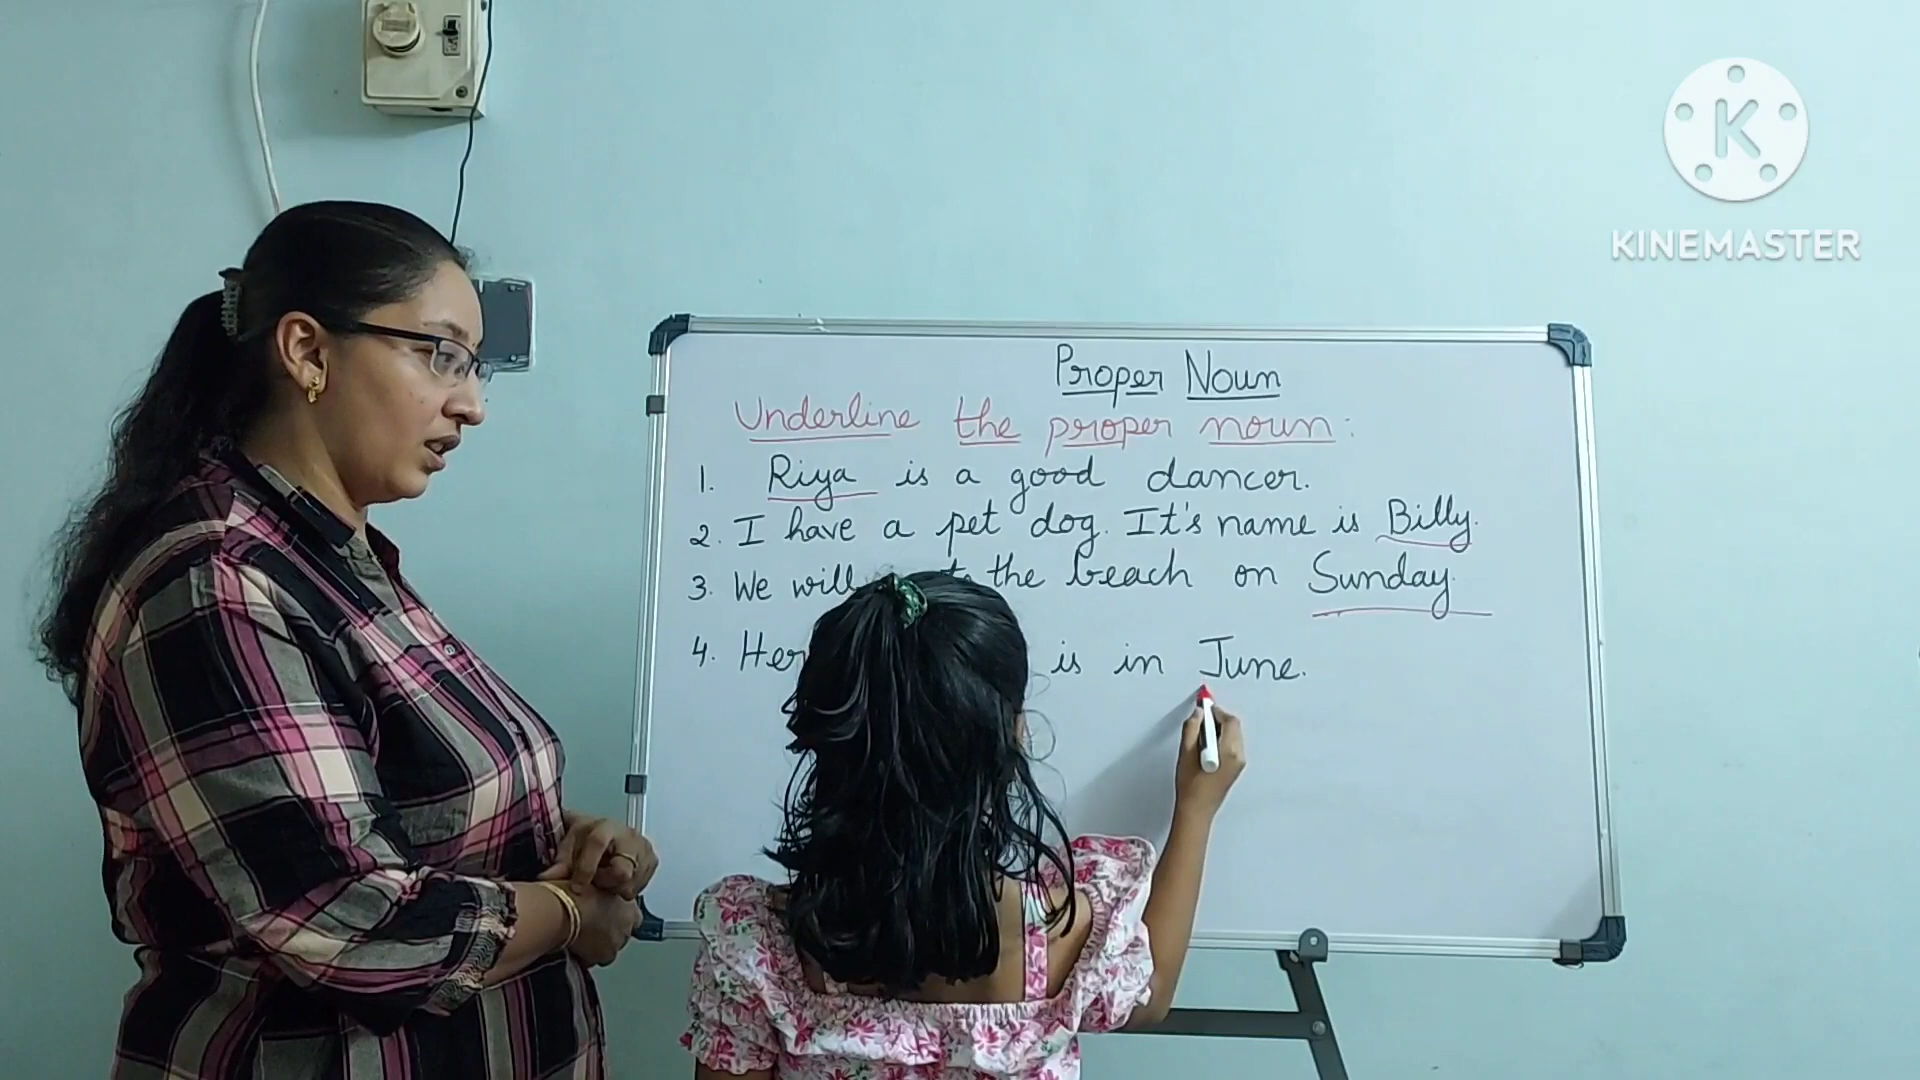 K
KINEMASTER
Proper Noun
Underline the proper noun:
1. Riya is a good dancer.
2. I have a pet dog. It's name is Billy.
3. We will the beach on Sunday.
4. is in June.